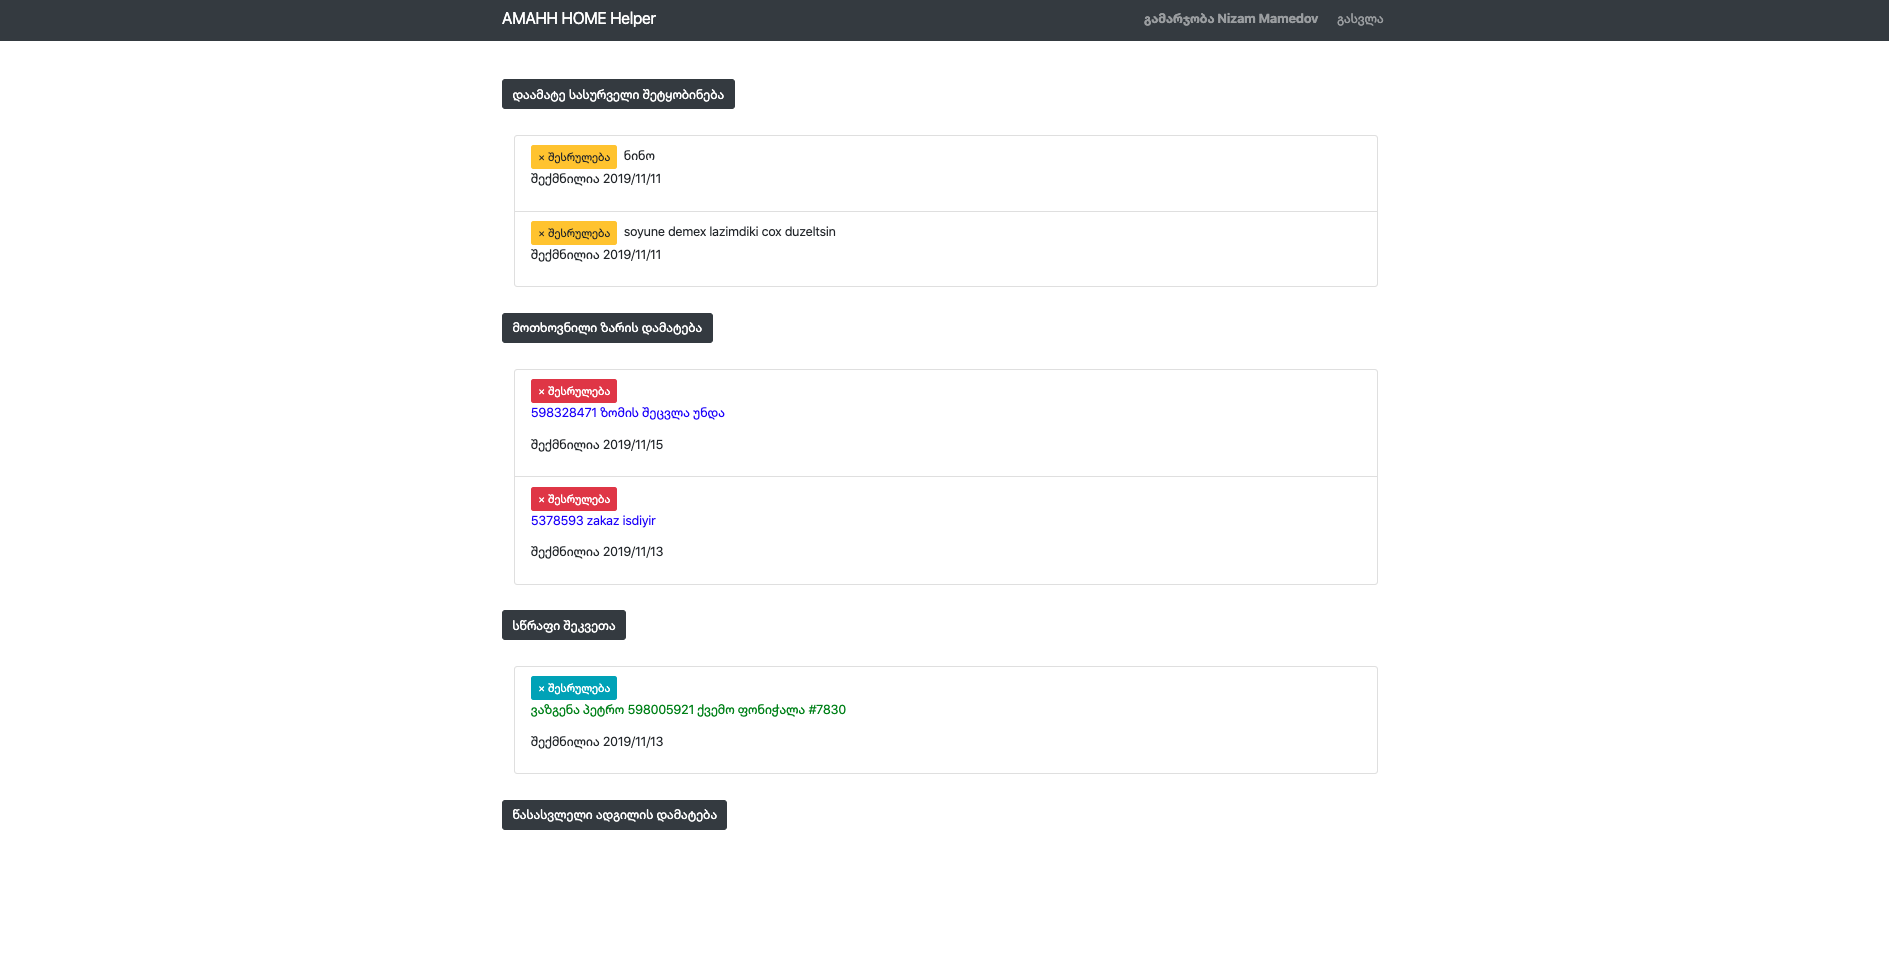 AMAHH HOME Helper
გამარჯობა Nizam Mamedov გასვლა
დაამატე სასურველი შეტყობინება
× შესრულება ნინო
შექმნილია 2019/11/11
× შესრულება soyune demex lazimdiki cox duzeltsin
შექმნილია 2019/11/11
მოთხოვნილი ზარის დამატება
× შესრულება
598328471 ზომის შეცვლა უნდა
შექმნილია 2019/11/15
× შესრულება
5378593 zakaz isdiyir
შექმნილია 2019/11/13
სწრაფი შეკვეთა
× შესრულება
ვაზგენა პეტრო 598005921 ქვემო ფონიჭალა #7830
შექმნილია 2019/11/13
წასასვლელი ადგილის დამატება